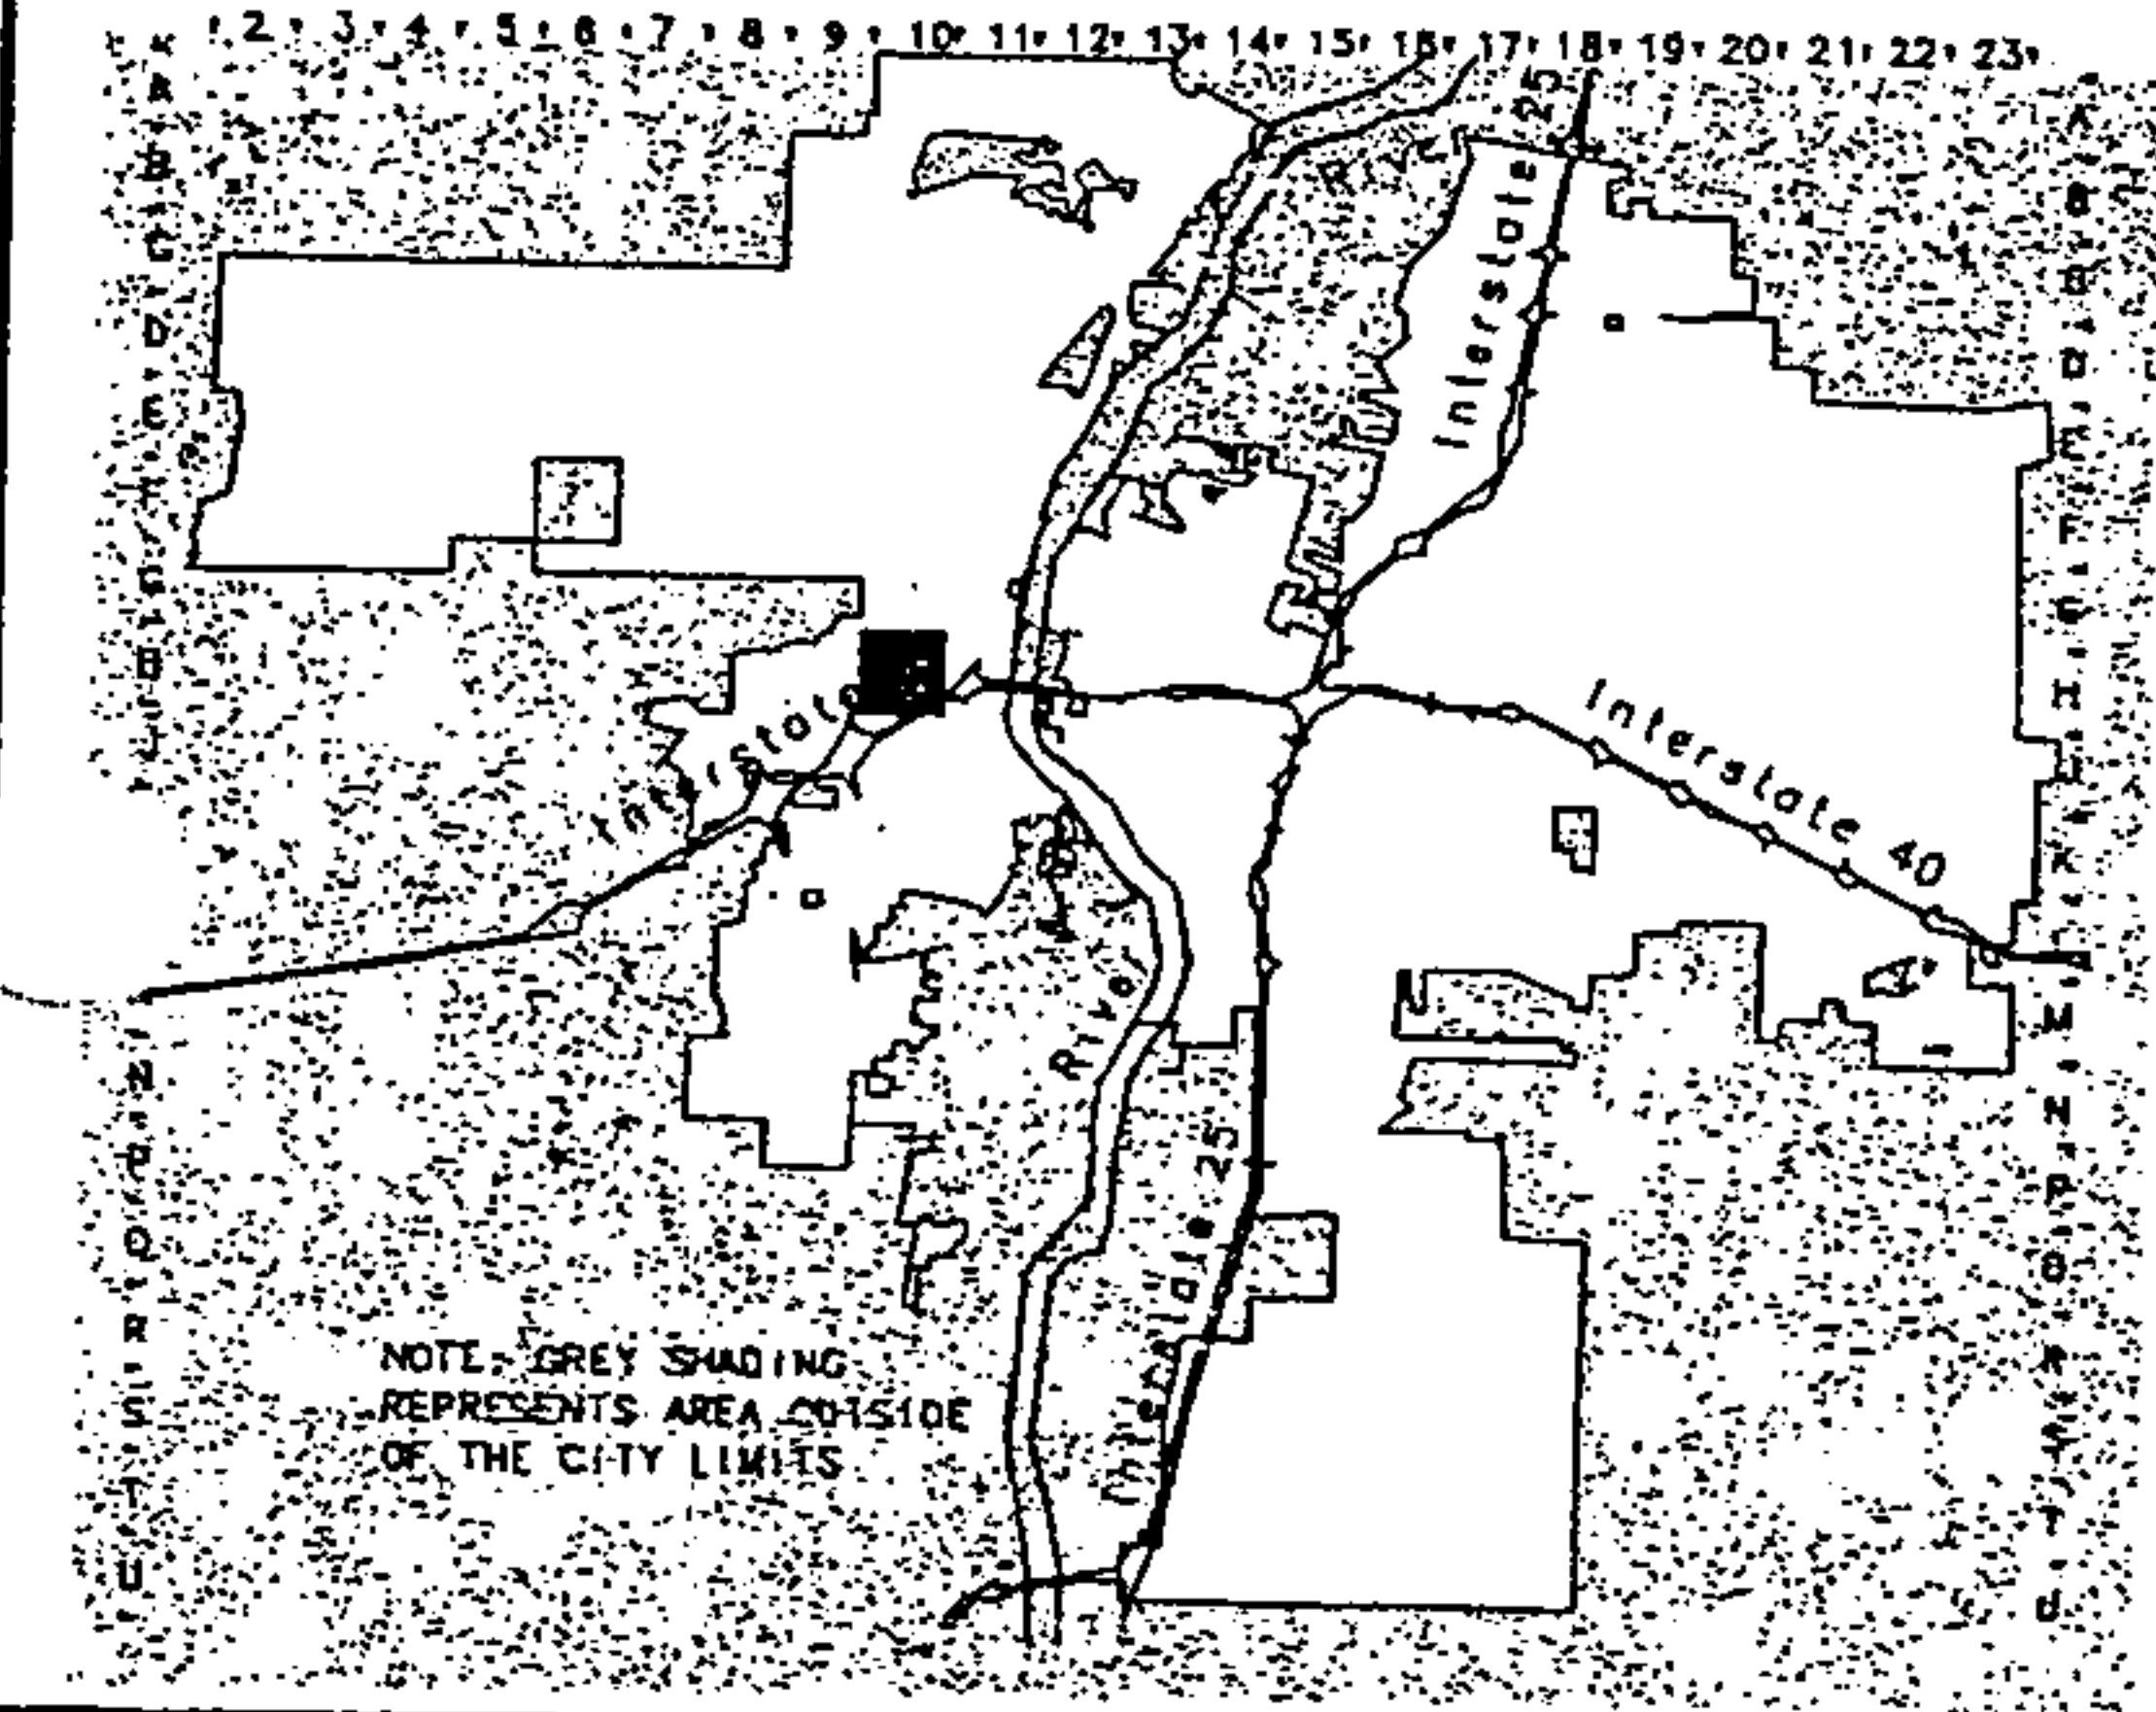 2 3 4 5 6 7 8 9 10 11 12 13 14 15 16 17 18 19 20 21 22 23
A
B
C
D
E
G
H
J
N
P
Q
R
S
T
U
A
B
D
E
F
G
H
J
K
M
N
P
Q
R
T
River
Interstate 25
Interstate
Interstate 40
River
Interstate 25
NOTE: GREY SHADING
REPRESENTS AREA OUTSIDE
OF THE CITY LIMITS